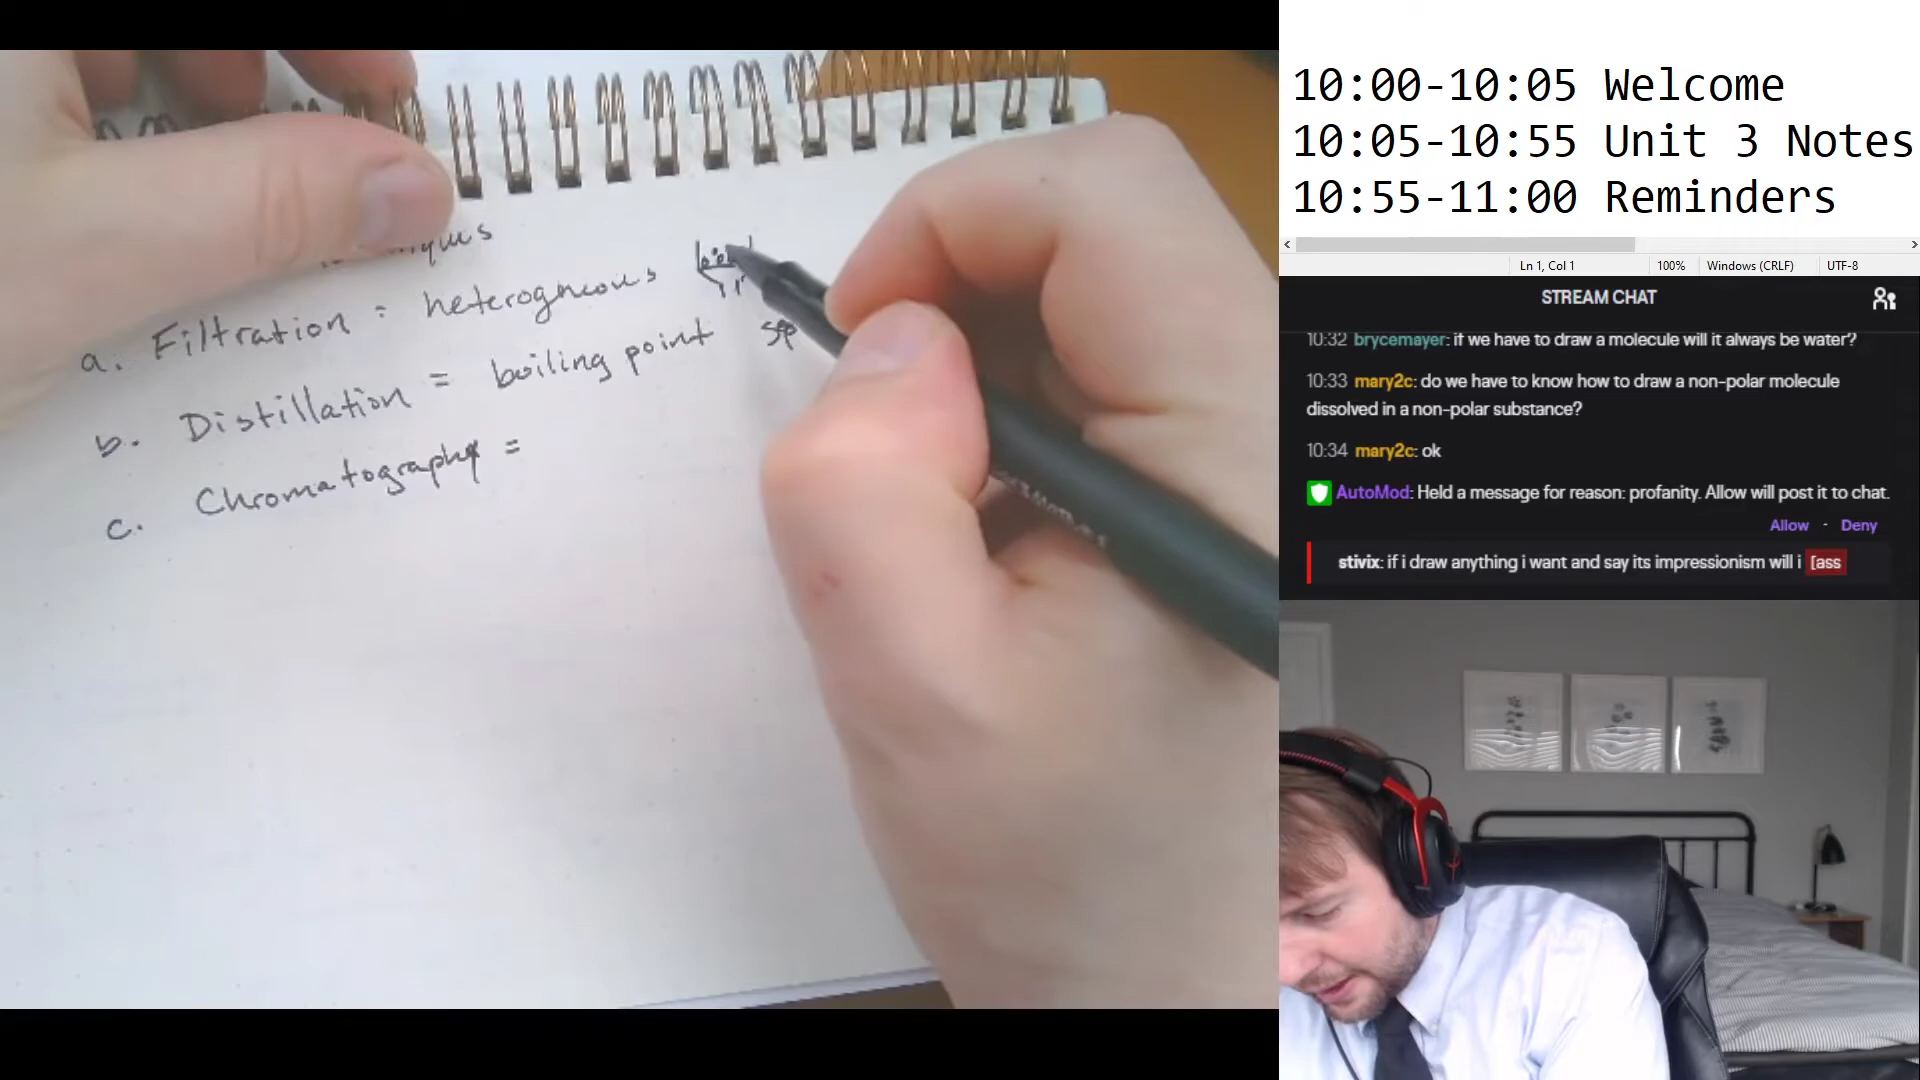 a. Filtration = heterogneous
b. Distillation = boiling point
c. Chromatography =
10:00-10:05 Welcome
10:05-10:55 Unit 3 Notes
10:55-11:00 Reminders
Ln 1, Col 1 100% Windows (CRLF) UTF-8
STREAM CHAT
10:32 brycemayer: if we have to draw a molecule will it always be water?
10:33 mary2c: do we have to know how to draw a non-polar molecule
dissolved in a non-polar substance?
10:34 mary2c: ok
AutoMod: Held a message for reason: profanity. Allow will post it to chat.
Allow - Deny
stivix: if i draw anything i want and say its impressionism will i [ass